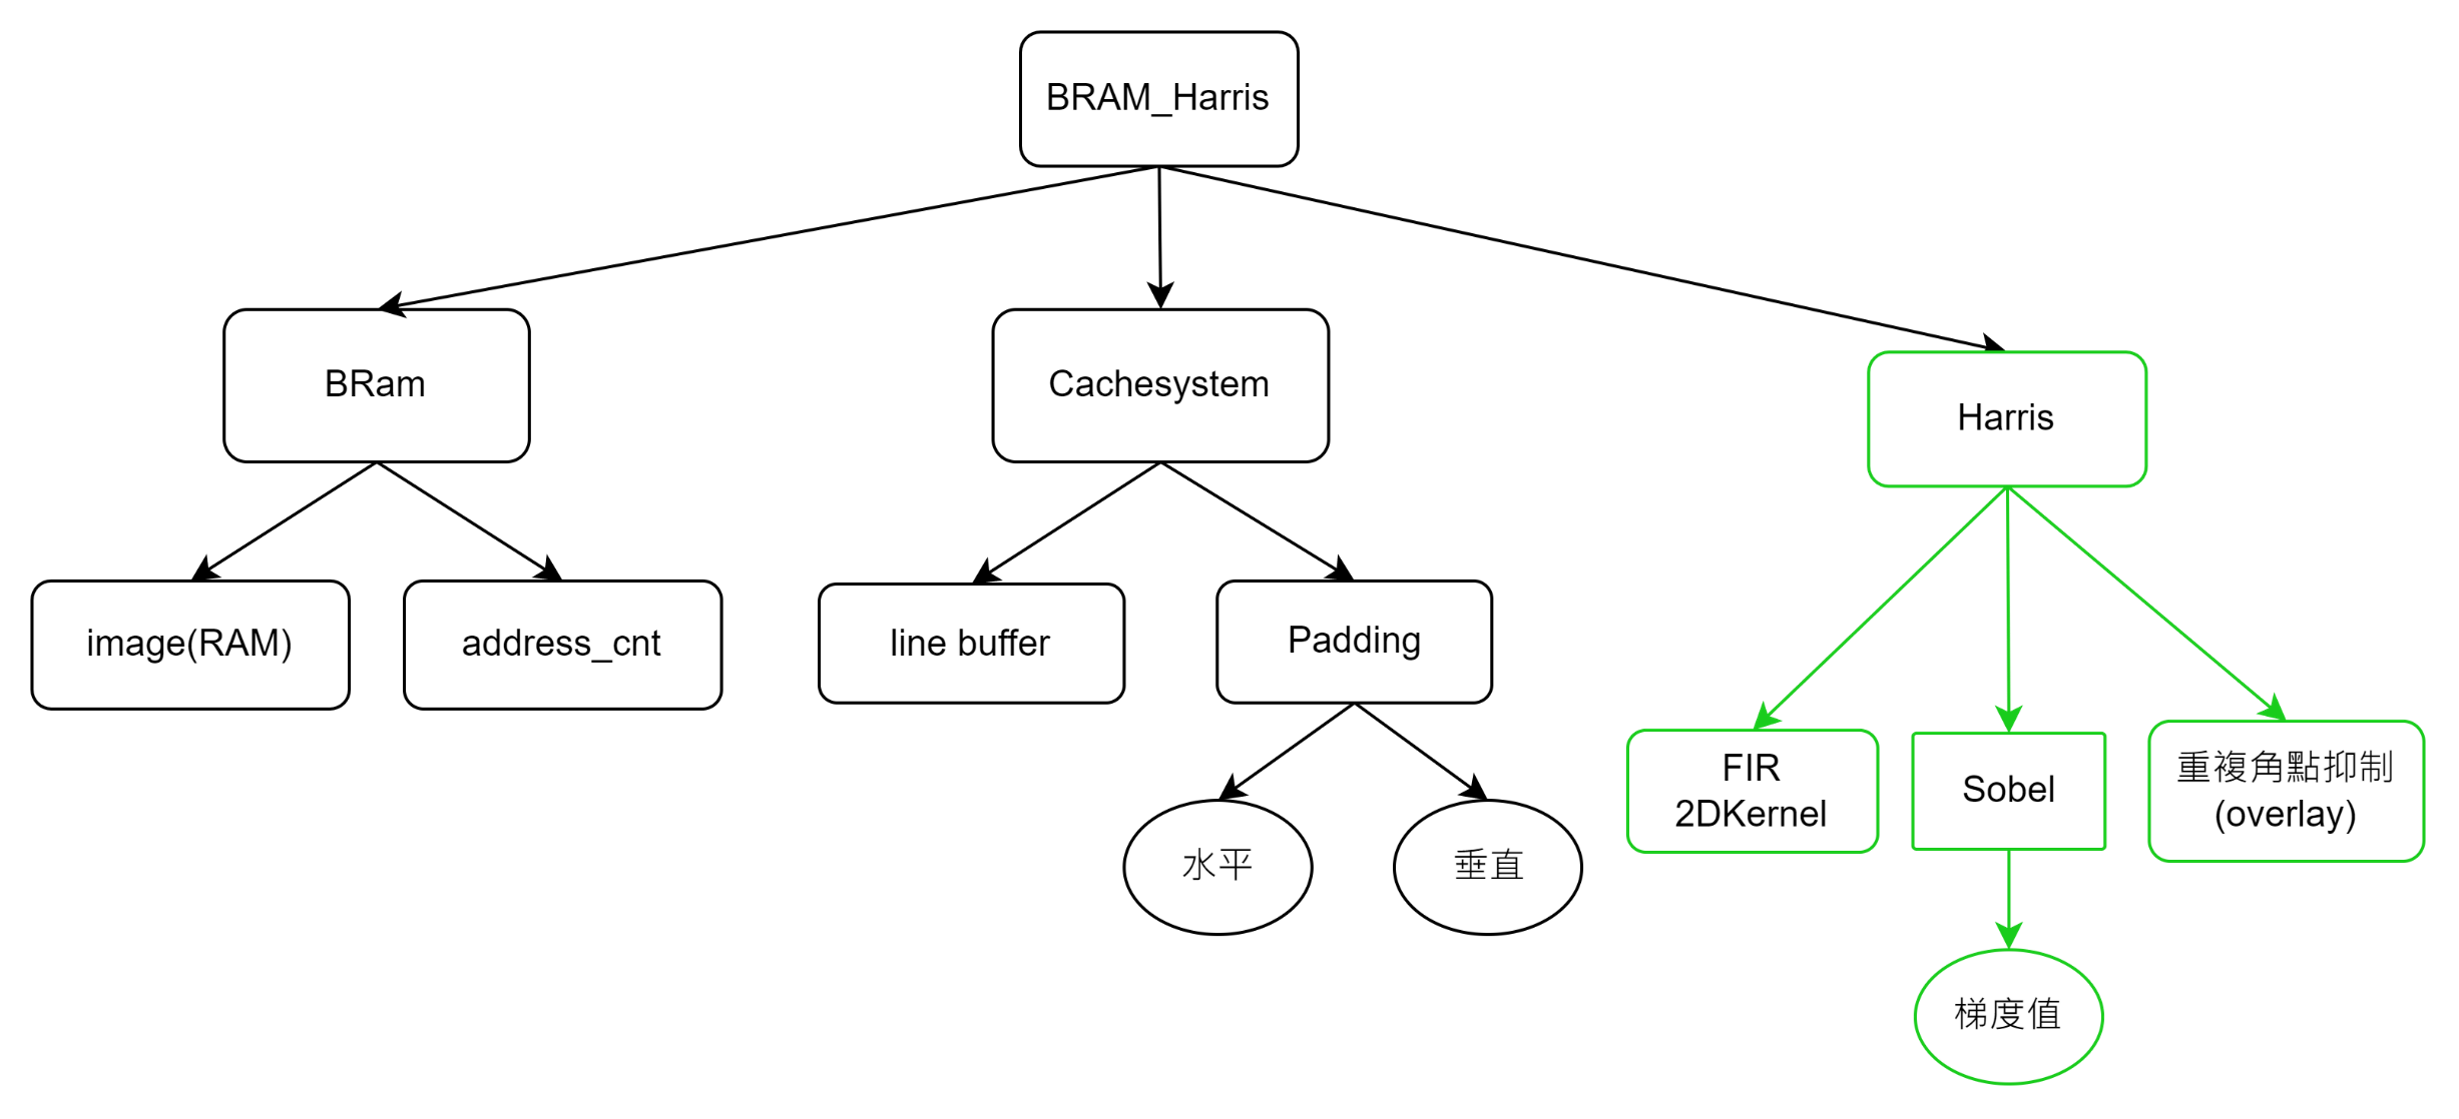 BRAM_Harris
BRam
Cachesystem
Harris
image(RAM)
address_cnt
line buffer
Padding
FIR
2DKernel
Sobel
重複角點抑制
(overlay)
水平
垂直
梯度值